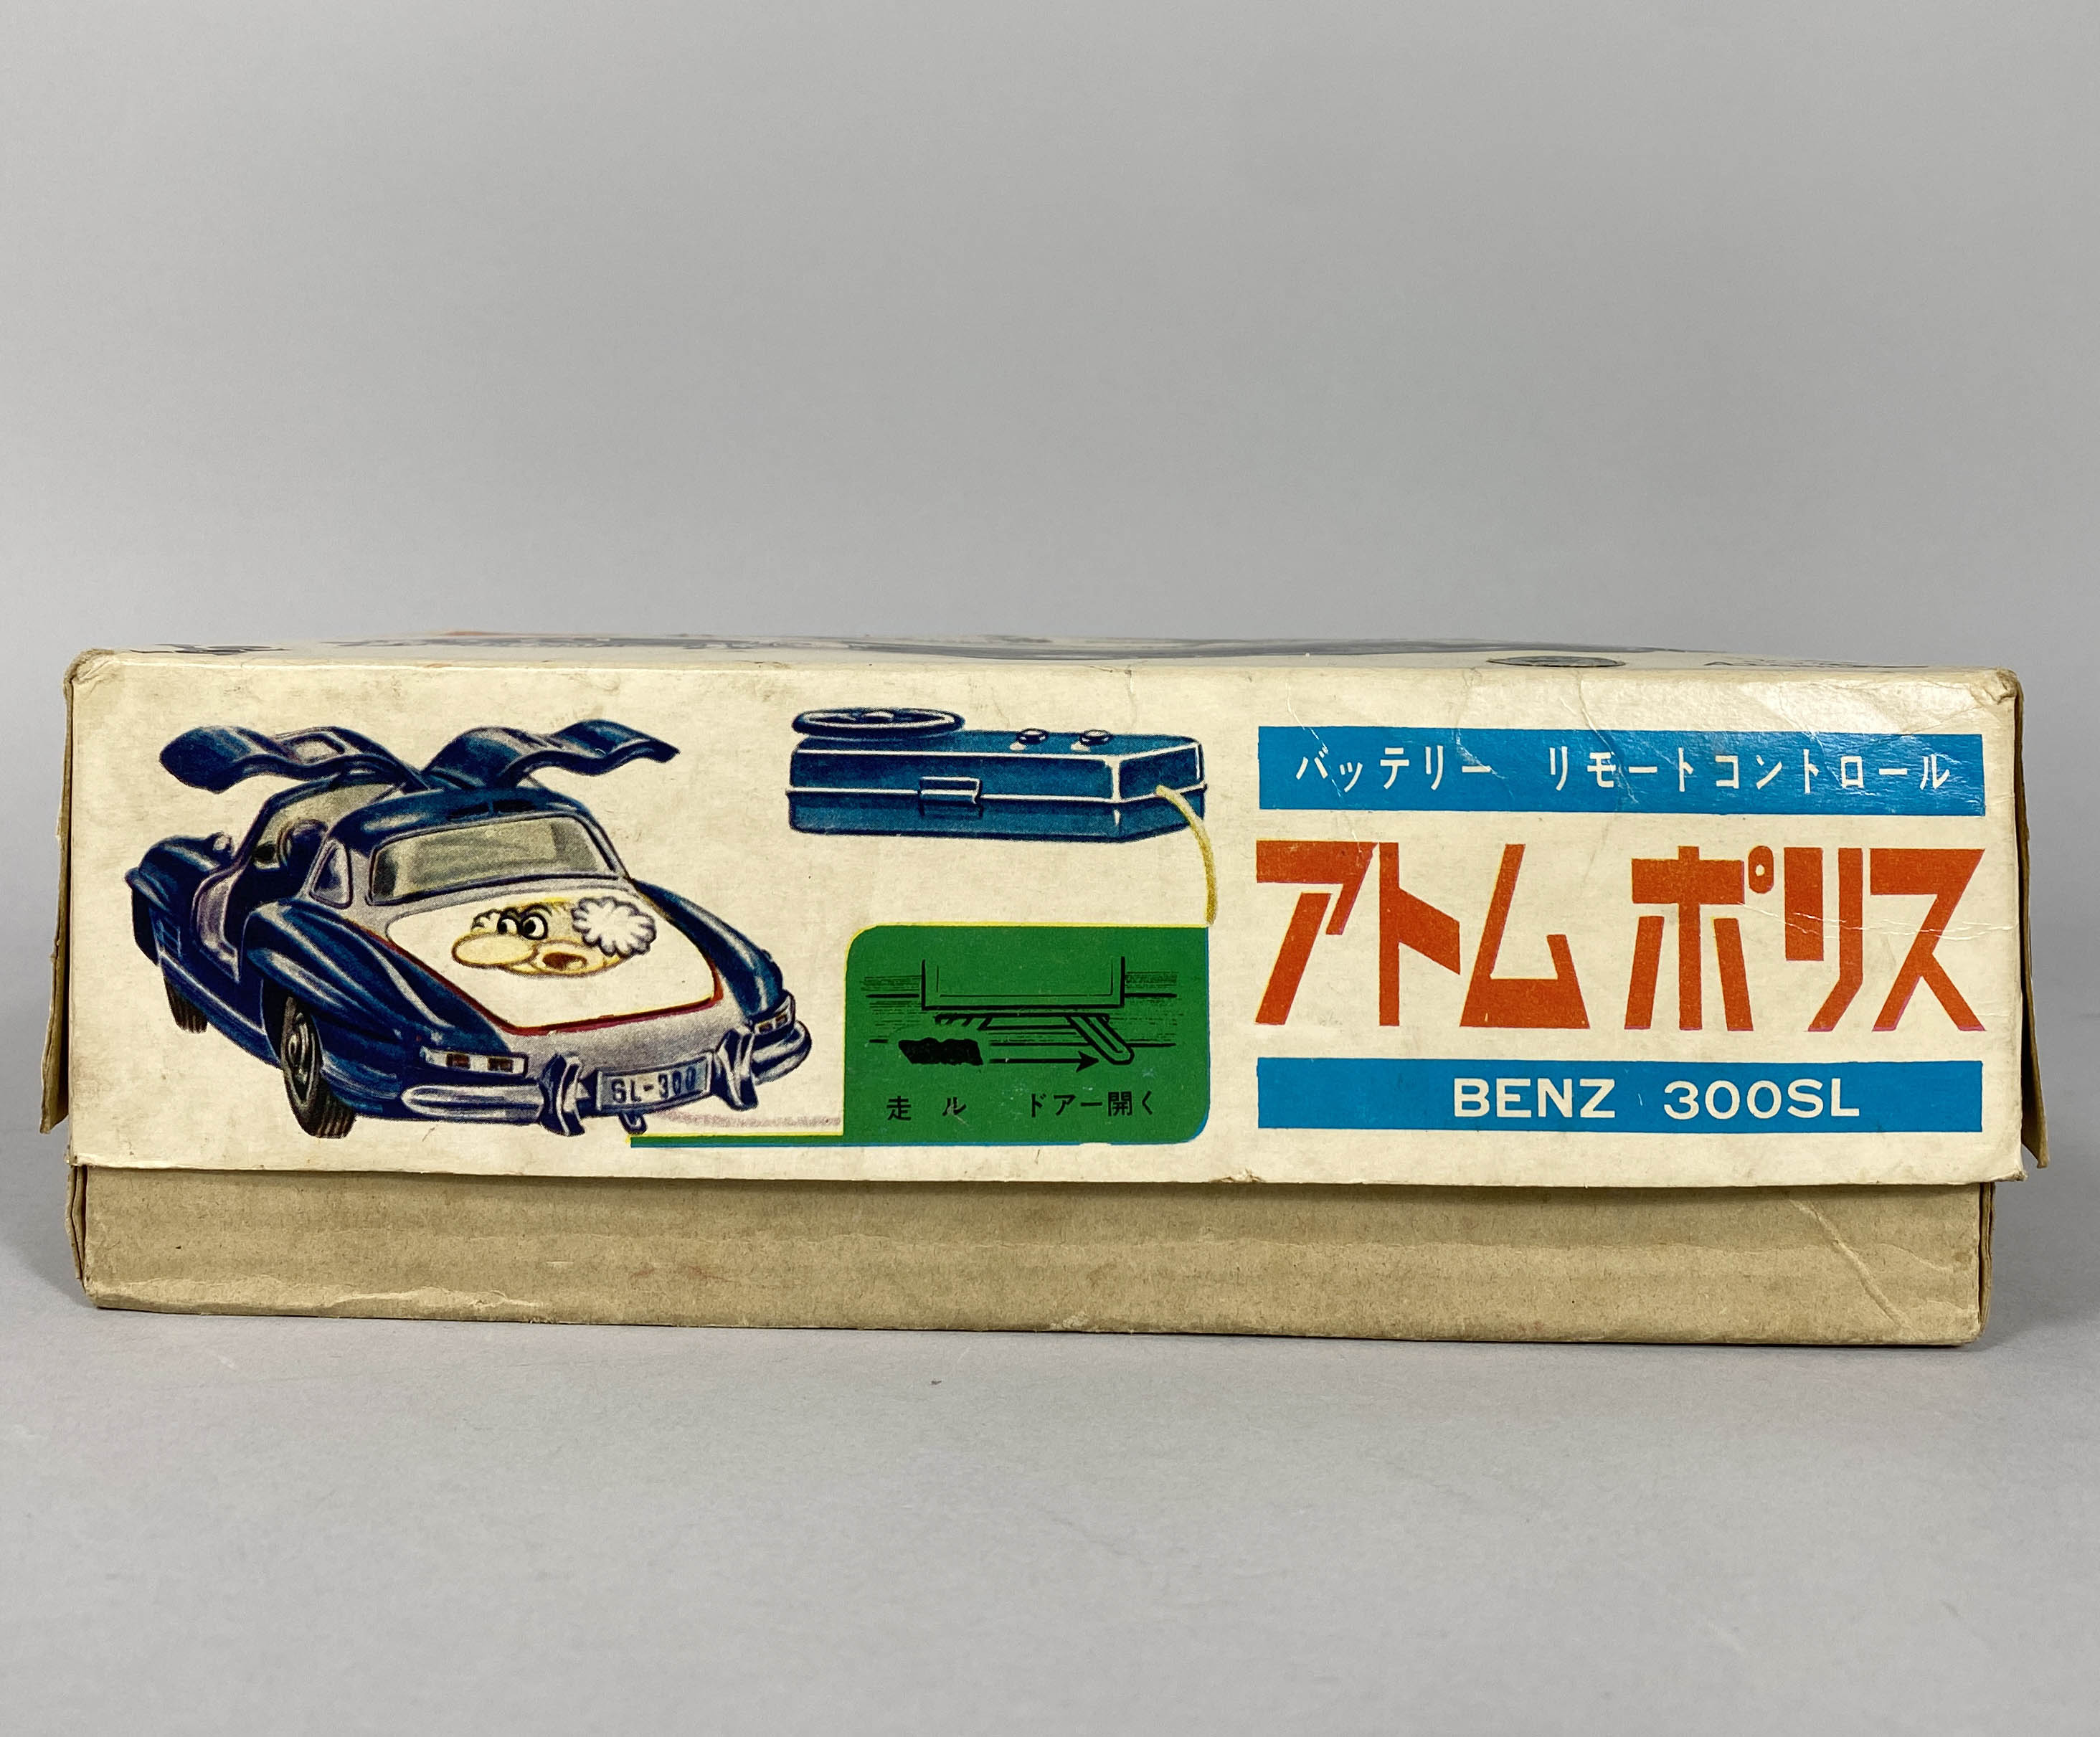 バッテリー リモートコントロール
アトム ポリス
BENZ 300SL
SL-300
走ル ドアー開く